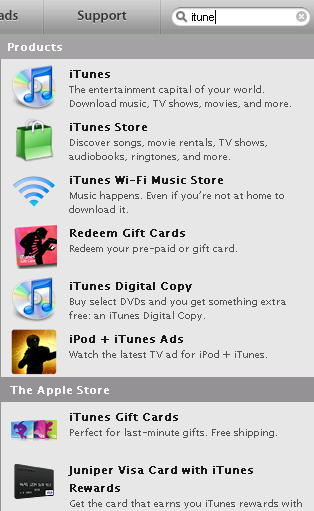 ads Support itune
Products
iTunes
The entertainment capital of your world.
Download music, TV shows, movies, and more.
iTunes Store
Discover songs, movie rentals, TV shows,
audiobooks, ringtones, and more.
iTunes Wi-Fi Music Store
Music happens. Even if you're not at home to
download it.
Redeem Gift Cards
Redeem your pre-paid or gift card.
iTunes Digital Copy
Buy select DVDs and you get something extra
free: an iTunes Digital Copy.
iPod + iTunes Ads
Watch the latest TV ad for iPod + iTunes.
The Apple Store
iTunes Gift Cards
Perfect for last-minute gifts. Free shipping.
Juniper Visa Card with iTunes
Rewards
Get the card that earns you iTunes rewards with